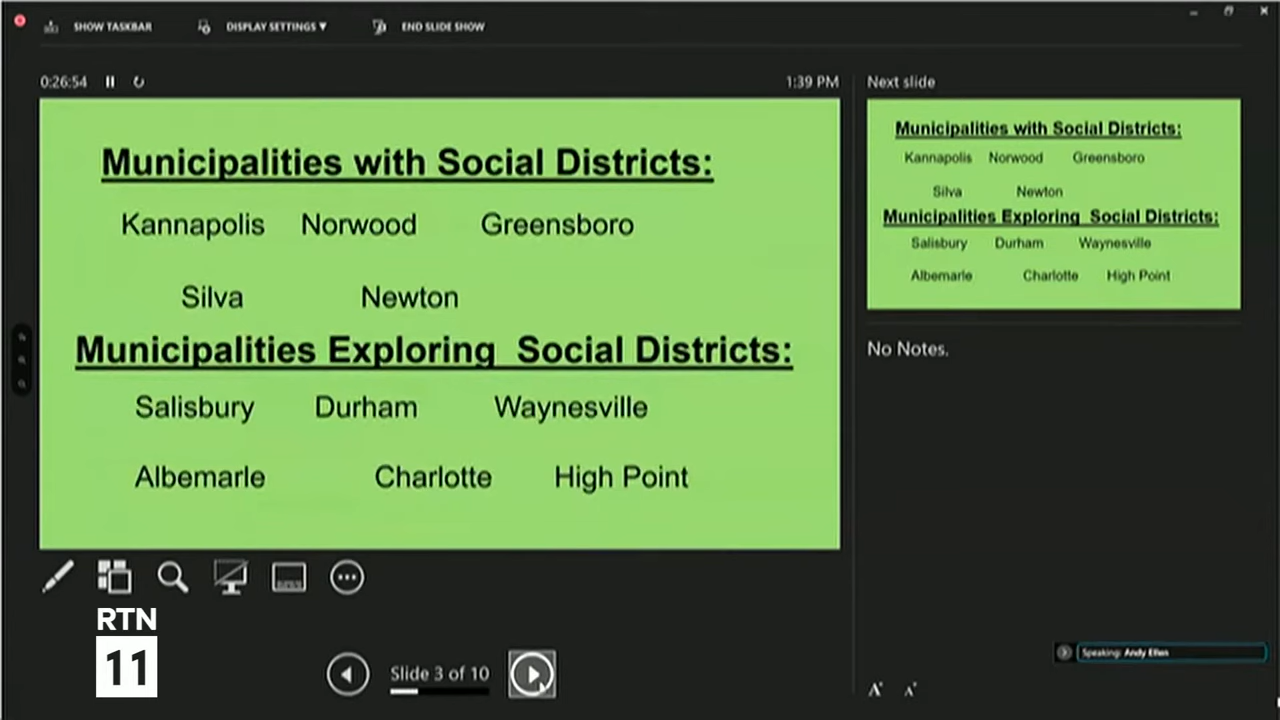 SHOW TASKBAR DISPLAY SETTINGS ▼ END SLIDE SHOW
0:26:54 1:39 PM Next slide
Municipalities with Social Districts:
Kannapolis Norwood Greensboro
Silva Newton
Municipalities Exploring Social Districts:
Salisbury Durham Waynesville
Albemarle Charlotte High Point
Municipalities with Social Districts:
Kannapolis Norwood Greensboro
Silva Newton
Municipalities Exploring Social Districts:
Salisbury Durham Waynesville
Albemarle Charlotte High Point
No Notes.
RTN
11
Slide 3 of 10
Speaking: Andy Ellen
A A